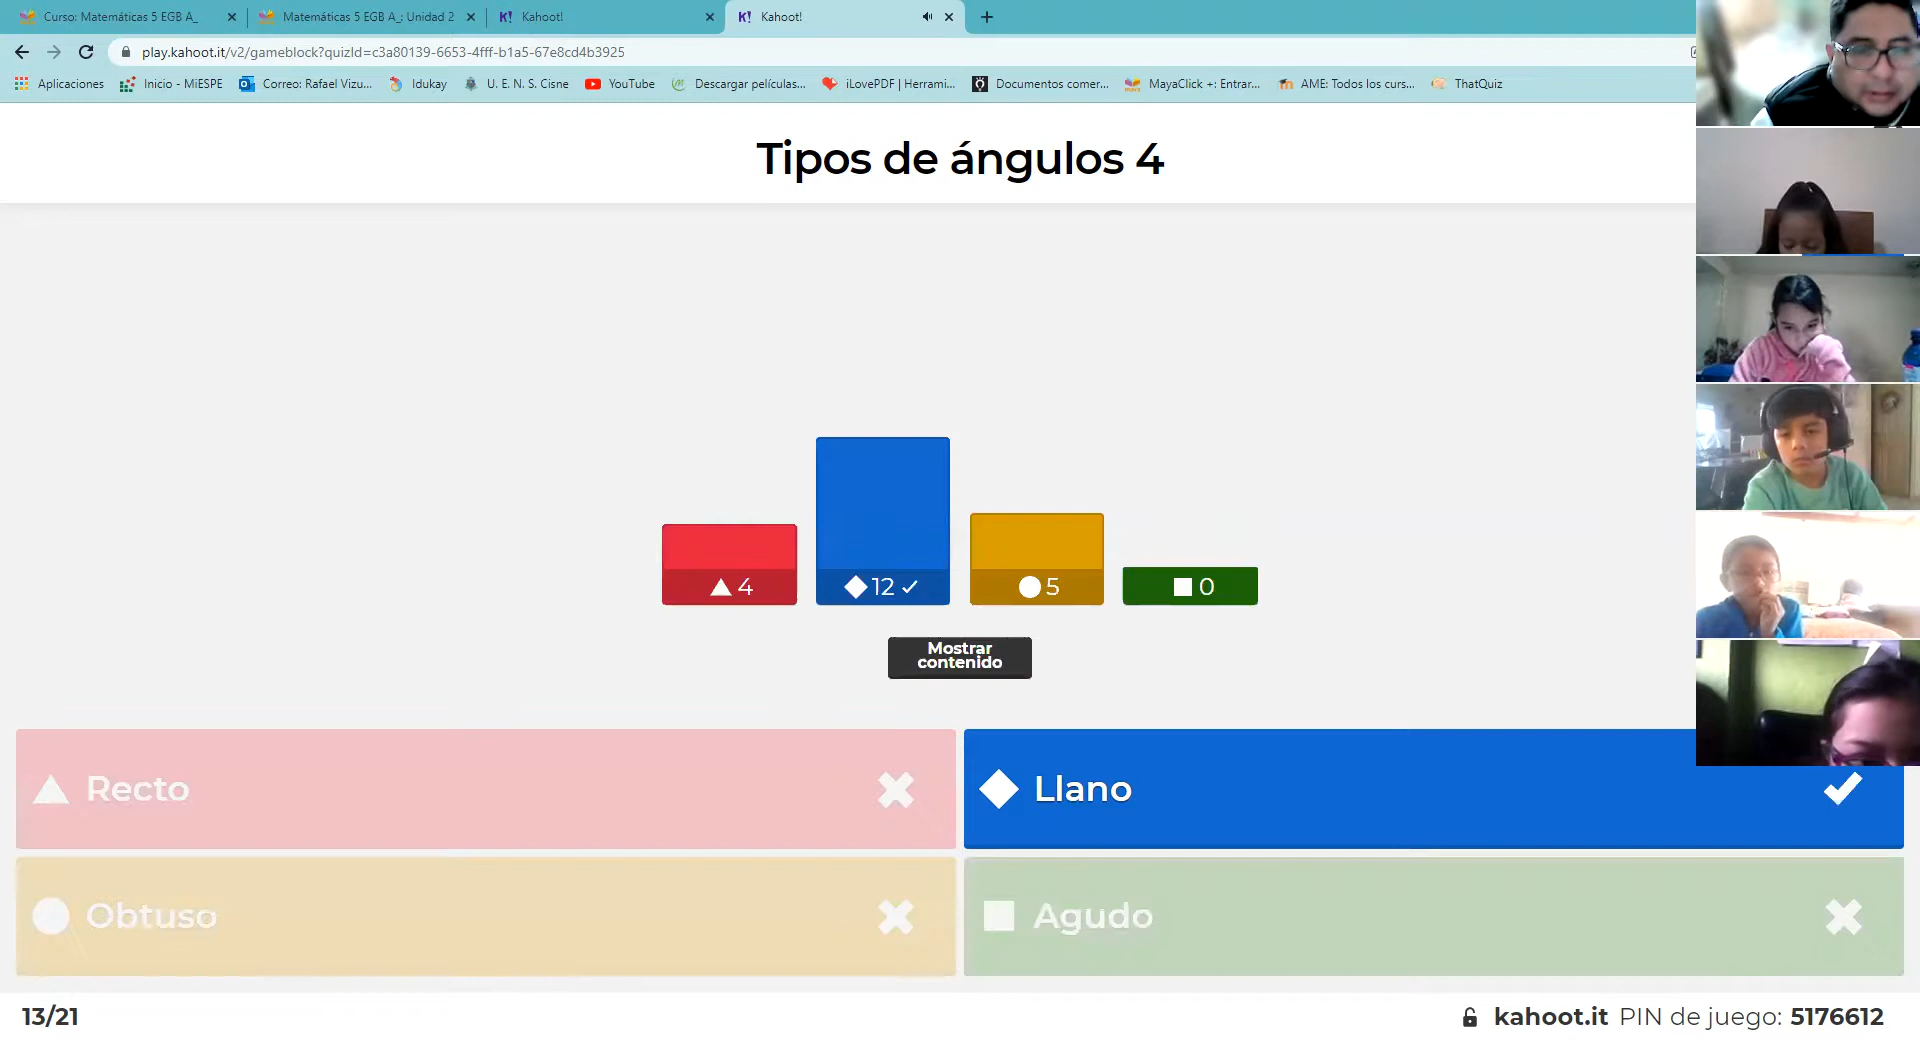 Curso: Matemáticas 5 EGB A_
Matemáticas 5 EGB A_: Unidad 2
K! Kahoot!
K! Kahoot!
play.kahoot.it/v2/gameblock?quizId=c3a80139-6653-4fff-b1a5-67e8cd4b3925
Aplicaciones
Inicio - MiESPE
Correo: Rafael Vizu...
Idukay
U. E. N. S. Cisne
YouTube
Descargar películas...
iLovePDF | Herrami...
Documentos comer...
MayaClick +: Entrar...
AME: Todos los curs...
ThatQuiz
Tipos de ángulos 4
4
12
5
0
Mostrar
contenido
Recto
Llano
Obtuso
Agudo
13/21
kahoot.it PIN de juego: 5176612